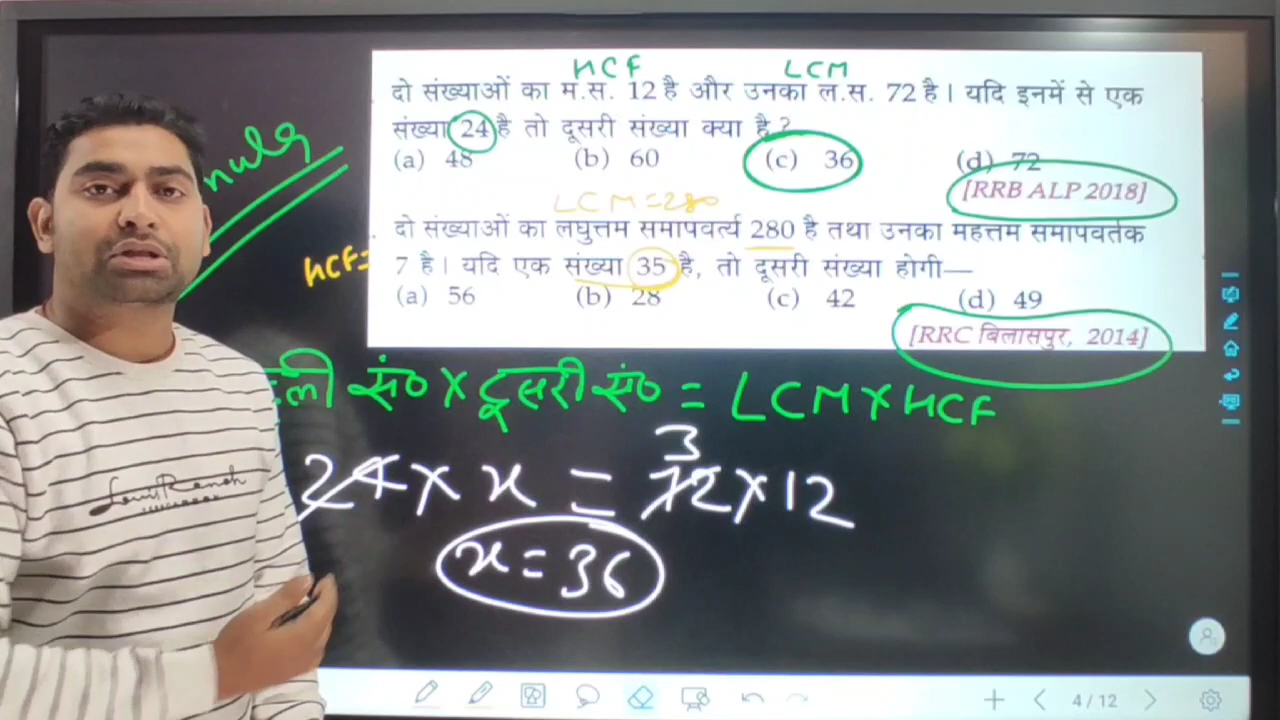 HCF LCM
दो संख्याओं का म.स. 12 है और उनका ल.स. 72 है। यदि इनमें से एक
संख्या 24 है तो दूसरी संख्या क्या है ?
(a) 48 (b) 60 (c) 36 (d) 72
[RRB ALP 2018]
LCM=280
दो संख्याओं का लघुत्तम समापवर्त्य 280 है तथा उनका महत्तम समापवर्तक
HCF=
7 है। यदि एक संख्या 35 है, तो दूसरी संख्या होगी—
(a) 56 (b) 28 (c) 42 (d) 49
[RRC बिलासपुर, 2014]
सं० × दूसरी सं० = LCM×HCF
3
24 × x = 72×12
x = 36
4/12